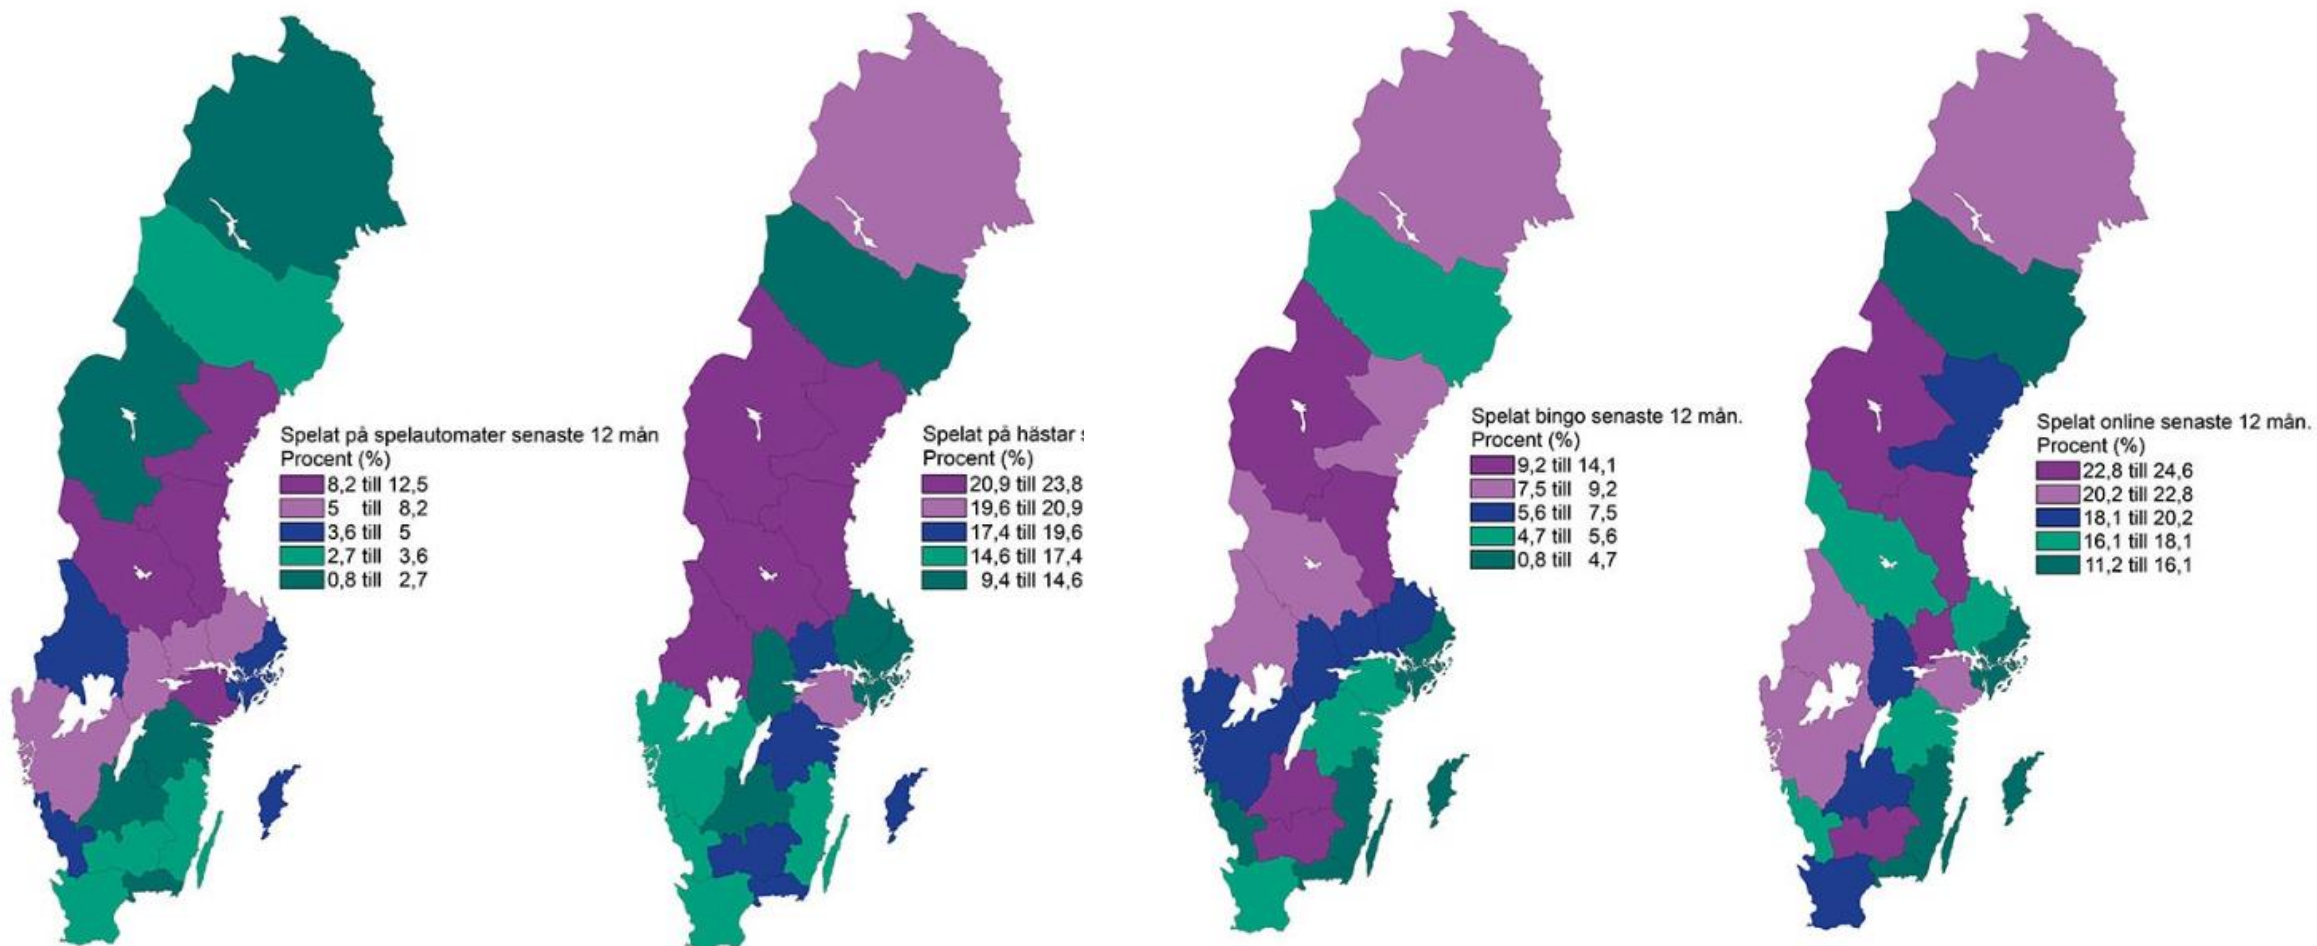 Spelat på spelautomater senaste 12 mån
Procent (%)
8,2 till 12,5
5 till 8,2
3,6 till 5
2,7 till 3,6
0,8 till 2,7
Spelat på hästar
Procent (%)
20,9 till 23,8
19,6 till 20,9
17,4 till 19,6
14,6 till 17,4
9,4 till 14,6
Spelat bingo senaste 12 mån.
Procent (%)
9,2 till 14,1
7,5 till 9,2
5,6 till 7,5
4,7 till 5,6
0,8 till 4,7
Spelat online senaste 12 mån.
Procent (%)
22,8 till 24,6
20,2 till 22,8
18,1 till 20,2
16,1 till 18,1
11,2 till 16,1